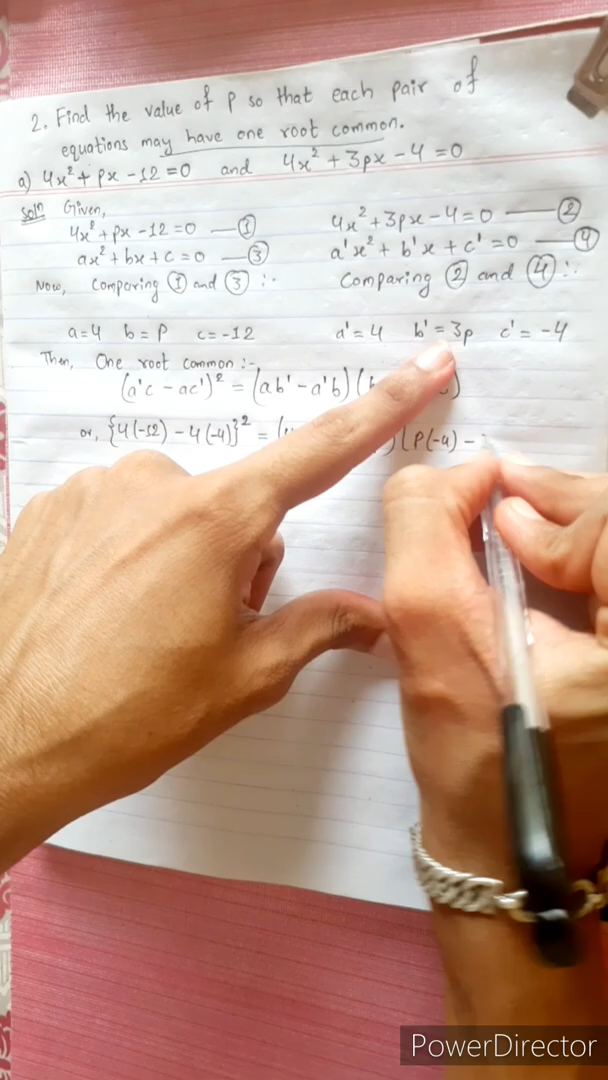 2. Find the value of P so that each pair of
equations may have one root common.
a) 4x² + px - 12 = 0 and 4x² + 3px - 4 = 0
Solⁿ Given,
4x² + px - 12 = 0 — ① 4x² + 3px - 4 = 0 — ②
ax² + bx + c = 0 — ③ a'x² + b'x + c' = 0 — ④
Now, Comparing ① and ③ :- Comparing ② and ④ :-
a = 4 b = P c = -12 a' = 4 b' = 3p c' = -4
Then, One root common :-
(a'c - ac')² = (ab' - a'b) (
or, {4(-12) - 4(-4)}² = ( ) (P(-4) -
PowerDirector